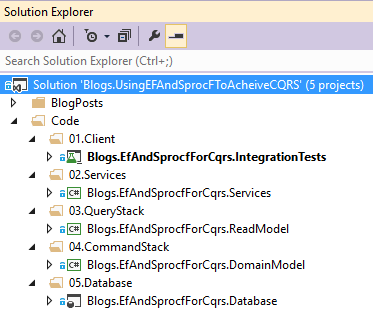 Solution Explorer
Search Solution Explorer (Ctrl+;)
Solution 'Blogs.UsingEFAndSprocFToAcheiveCQRS' (5 projects)
BlogPosts
Code
01.Client
Blogs.EfAndSprocfForCqrs.IntegrationTests
02.Services
C# Blogs.EfAndSprocfForCqrs.Services
03.QueryStack
C# Blogs.EfAndSprocfForCqrs.ReadModel
04.CommandStack
C# Blogs.EfAndSprocfForCqrs.DomainModel
05.Database
Blogs.EfAndSprocfForCqrs.Database